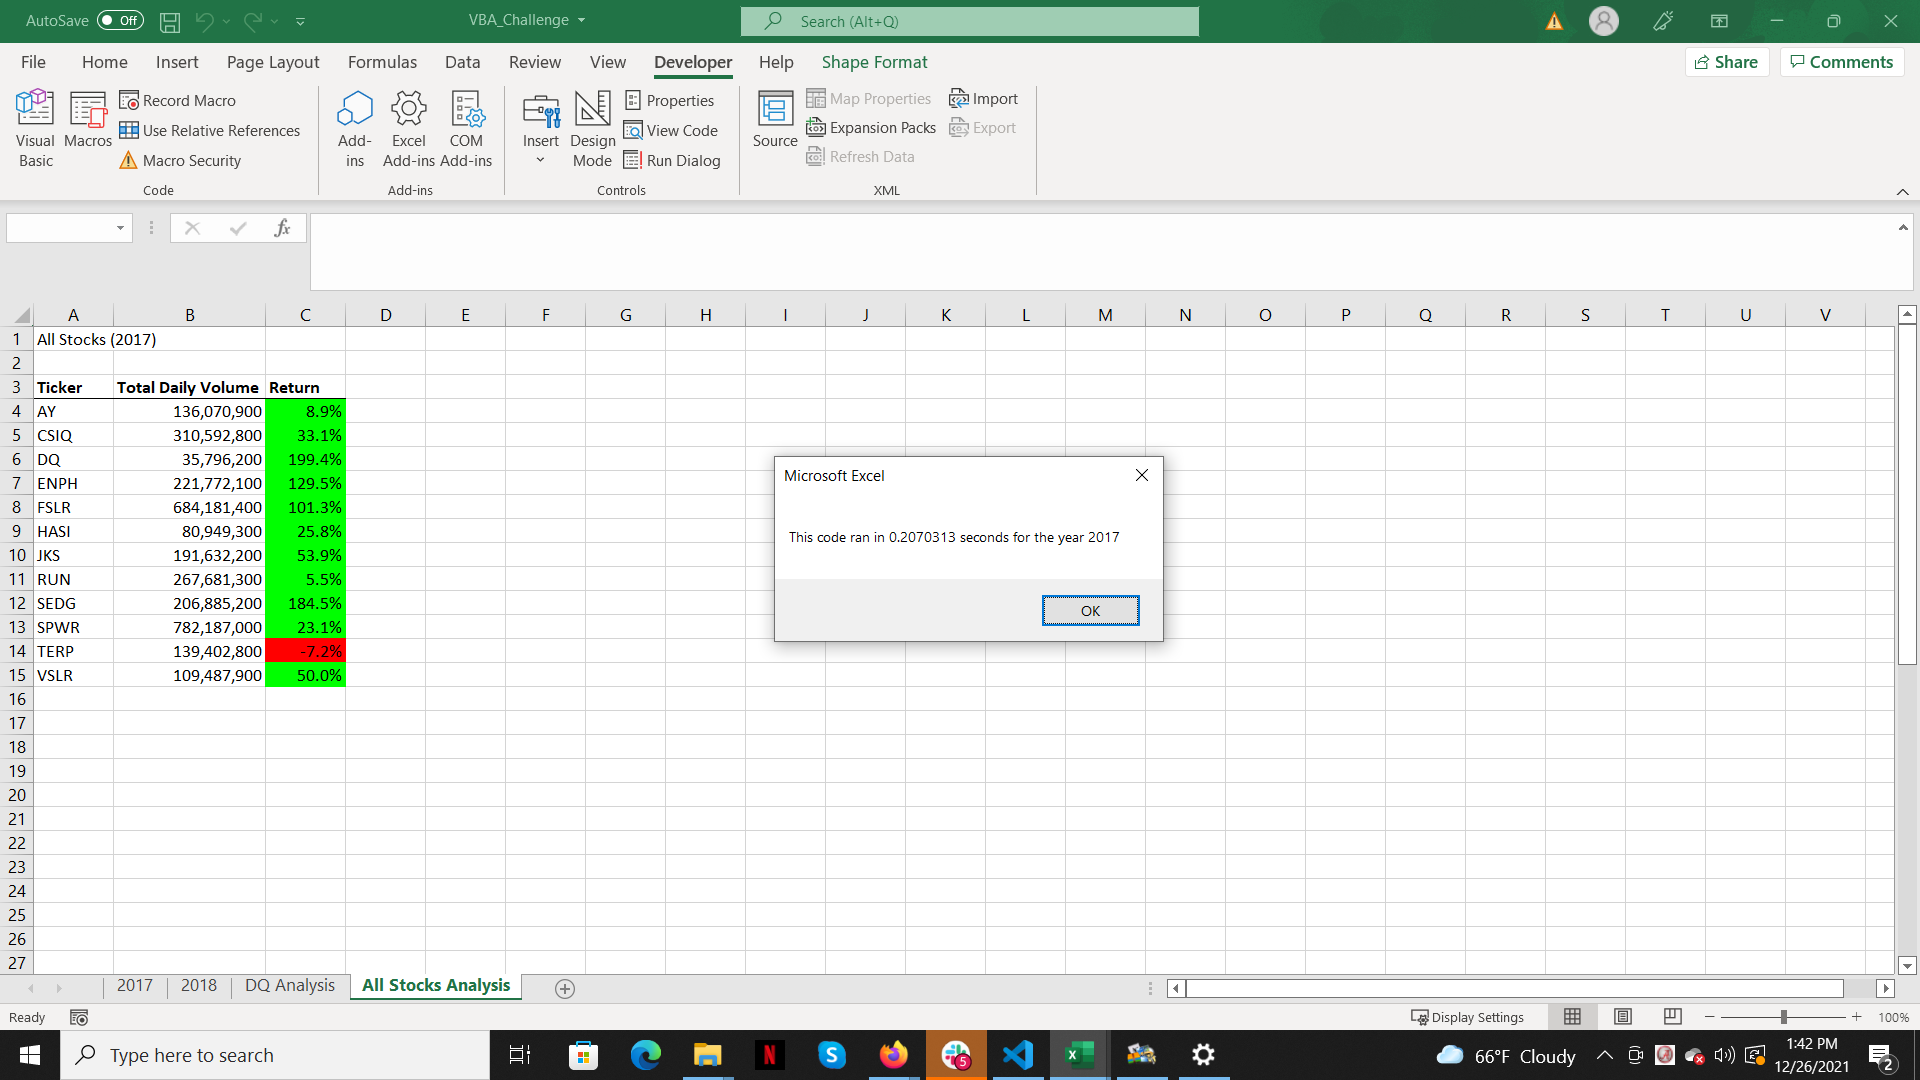 AutoSave Off VBA_Challenge Search (Alt+Q)
File Home Insert Page Layout Formulas Data Review View Developer Help Shape Format Share Comments
Visual Basic
Macros
Record Macro
Use Relative References
Macro Security
Code
Add-ins
Excel Add-ins
COM Add-ins
Add-ins
Insert
Design Mode
Properties
View Code
Run Dialog
Controls
Source
Map Properties
Expansion Packs
Refresh Data
Import
Export
XML
fx
A B C D E F G H I J K L M N O P Q R S T U V
1 All Stocks (2017)
2
3 Ticker Total Daily Volume Return
4 AY 136,070,900 8.9%
5 CSIQ 310,592,800 33.1%
6 DQ 35,796,200 199.4%
7 ENPH 221,772,100 129.5%
8 FSLR 684,181,400 101.3%
9 HASI 80,949,300 25.8%
10 JKS 191,632,200 53.9%
11 RUN 267,681,300 5.5%
12 SEDG 206,885,200 184.5%
13 SPWR 782,187,000 23.1%
14 TERP 139,402,800 -7.2%
15 VSLR 109,487,900 50.0%
16
17
18
19
20
21
22
23
24
25
26
27
Microsoft Excel
This code ran in 0.2070313 seconds for the year 2017
OK
2017 2018 DQ Analysis All Stocks Analysis
Ready Display Settings 100%
Type here to search N S 5 66°F Cloudy 1:42 PM
12/26/2021 2